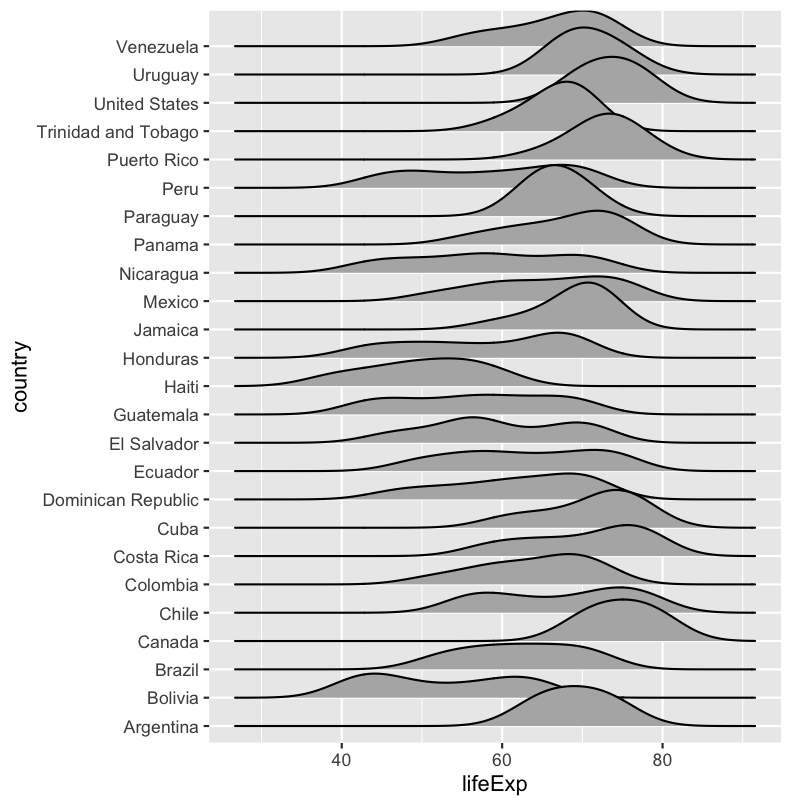 Venezuela
Uruguay
United States
Trinidad and Tobago
Puerto Rico
Peru
Paraguay
Panama
Nicaragua
Mexico
Jamaica
Honduras
Haiti
Guatemala
El Salvador
Ecuador
Dominican Republic
Cuba
Costa Rica
Colombia
Chile
Canada
Brazil
Bolivia
Argentina
country
40 60 80
lifeExp